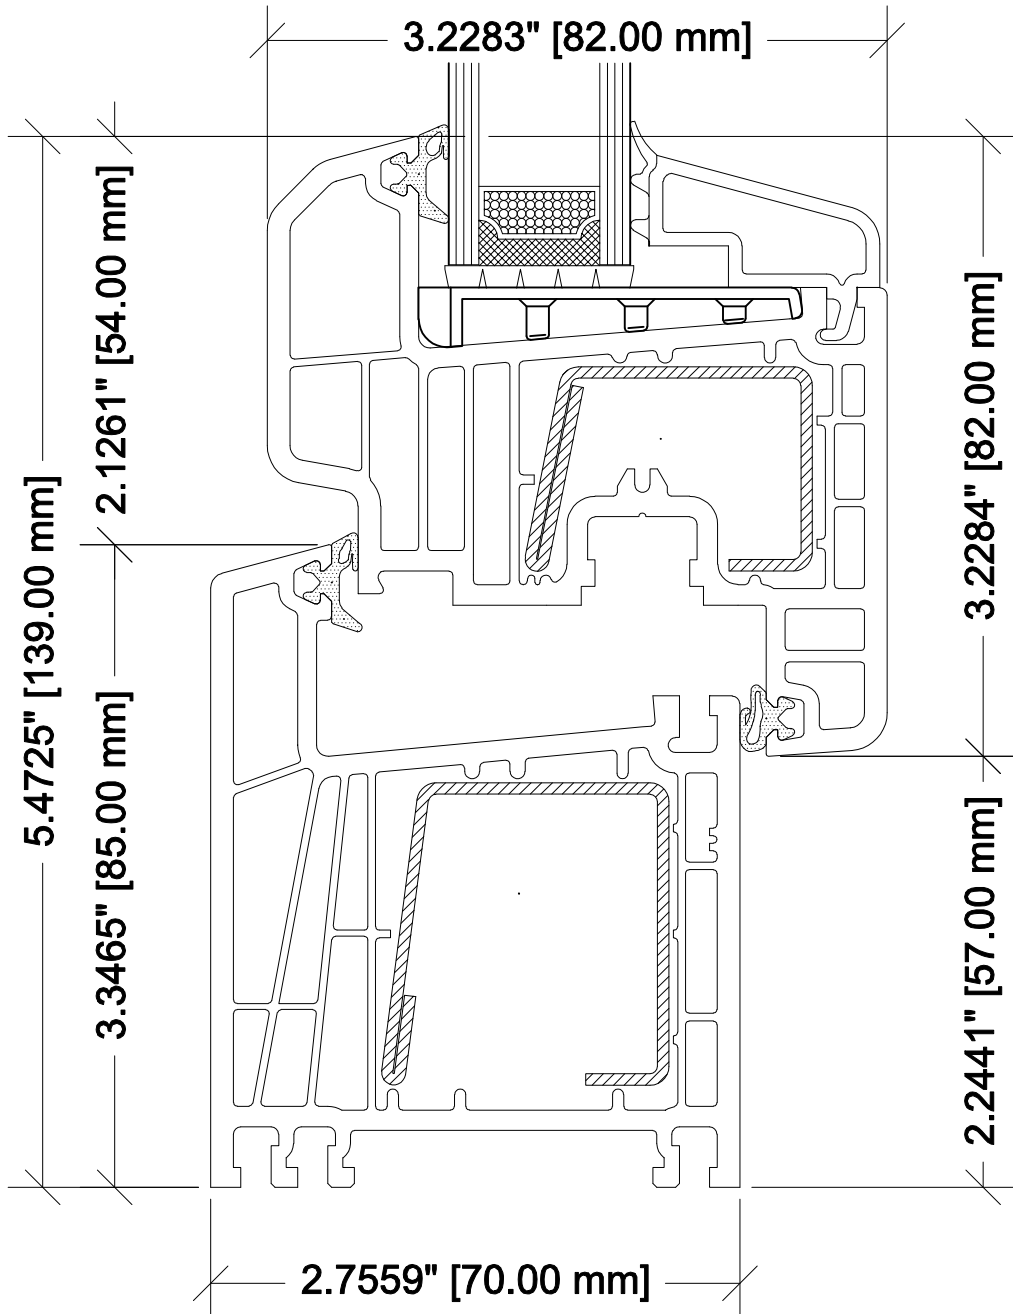 3.2283" [82.00 mm]
2.1261" [54.00 mm]
5.4725" [139.00 mm]
3.3465" [85.00 mm]
3.2284" [82.00 mm]
2.2441" [57.00 mm]
2.7559" [70.00 mm]